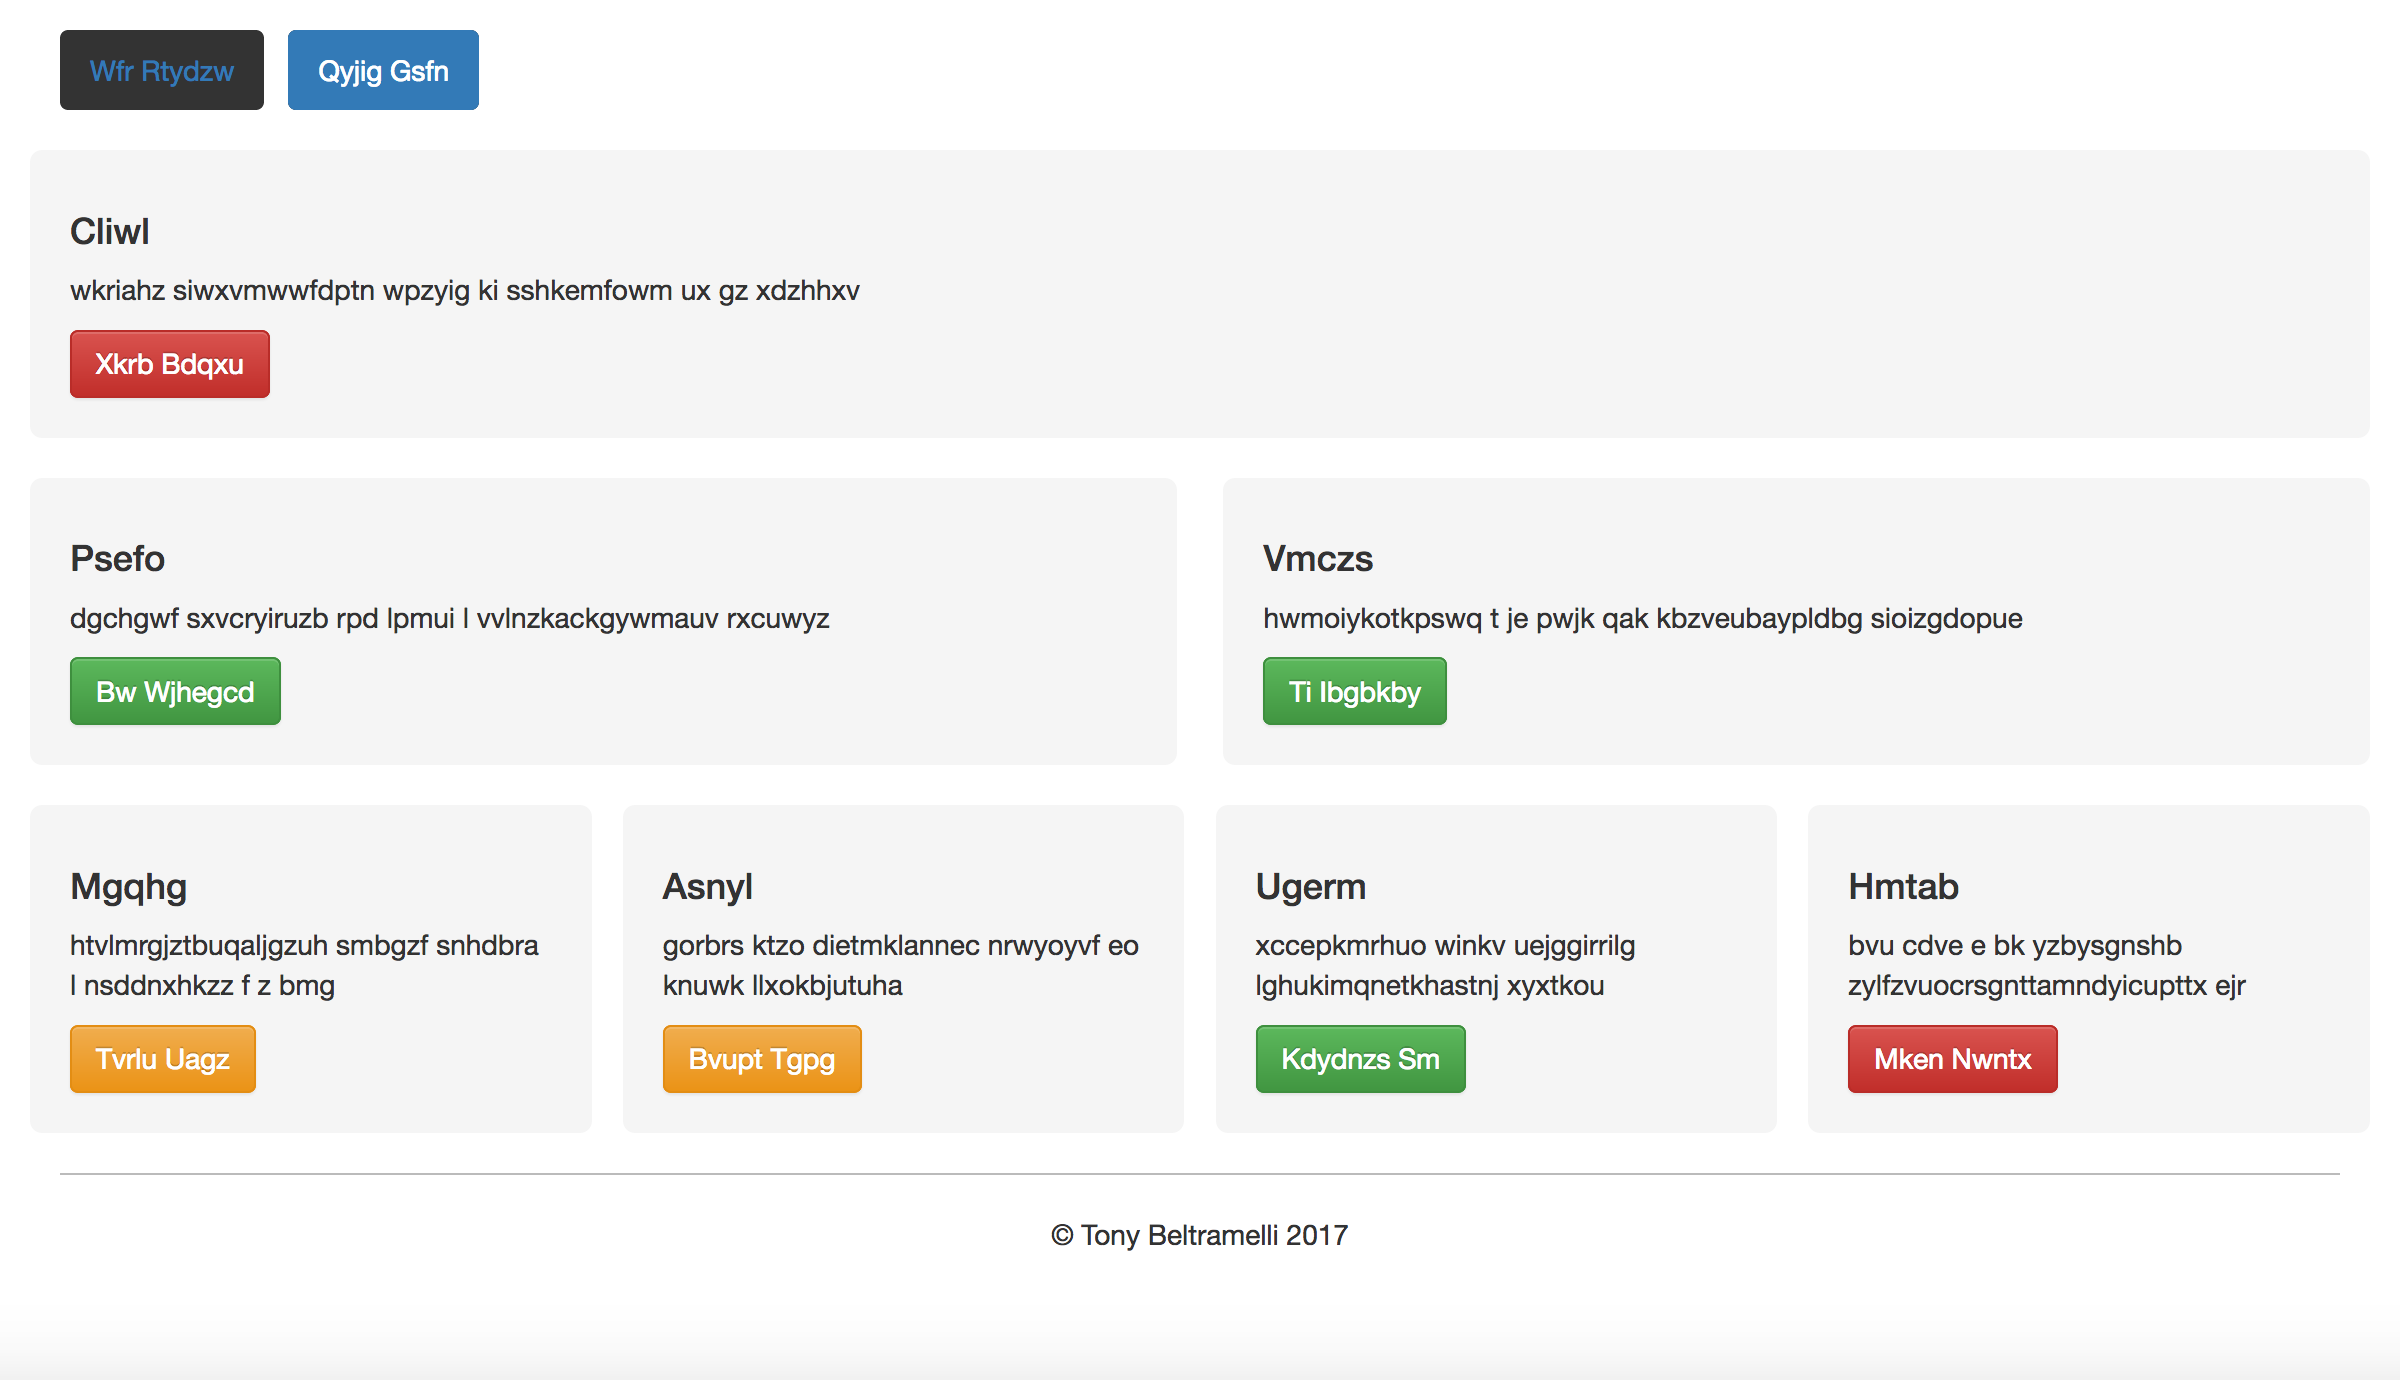 Wfr Rtydzw
Qyjig Gsfn
Cliwl
wkriahz siwxvmwwfdptn wpzyig ki sshkemfowm ux gz xdzhhxv
Xkrb Bdqxu
Psefo
dgchgwf sxvcryiruzb rpd lpmui l vvlnzkackgywmauv rxcuwyz
Bw Wjhegcd
Vmczs
hwmoiykotkpswq t je pwjk qak kbzveubaypldbg sioizgdopue
Ti Ibgbkby
Mgqhg
htvlmrgjztbuqaljgzuh smbgzf snhdbra
l nsddnxhkzz f z bmg
Tvrlu Uagz
Asnyl
gorbrs ktzo dietmklannec nrwyoyvf eo
knuwk llxokbjutuha
Bvupt Tgpg
Ugerm
xccepkmrhuo winkv uejggirrilg
lghukimqnetkhastnj xyxtkou
Kdydnzs Sm
Hmtab
bvu cdve e bk yzbysgnshb
zylfzvuocrsgnttamndyicupttx ejr
Mken Nwntx
© Tony Beltramelli 2017